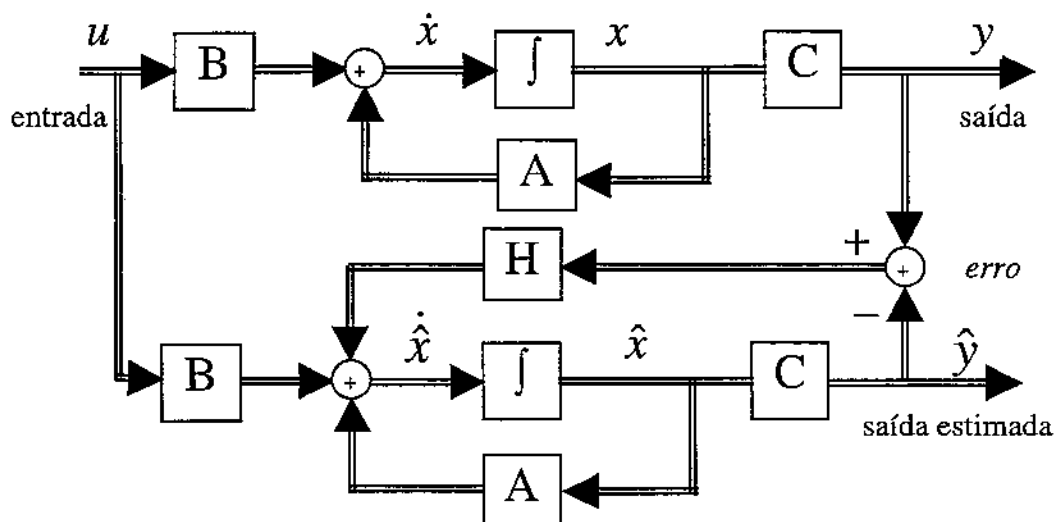 u
B
+
ẋ
∫
x
C
y
entrada
saída
A
H
+
+
erro
−
B
+
x̂̇
∫
x̂
C
ŷ
saída estimada
A